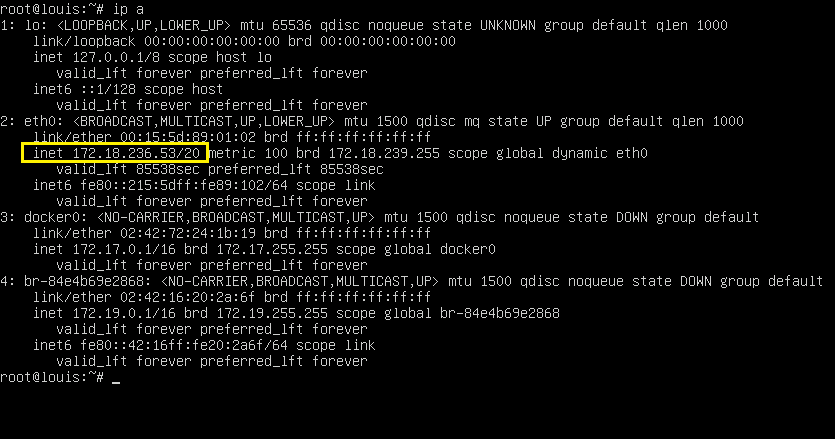 root@louis:~# ip a
1: lo: <LOOPBACK,UP,LOWER_UP> mtu 65536 qdisc noqueue state UNKNOWN group default qlen 1000
link/loopback 00:00:00:00:00:00 brd 00:00:00:00:00:00
inet 127.0.0.1/8 scope host lo
valid_lft forever preferred_lft forever
inet6 ::1/128 scope host
valid_lft forever preferred_lft forever
2: eth0: <BROADCAST,MULTICAST,UP,LOWER_UP> mtu 1500 qdisc mq state UP group default qlen 1000
link/ether 00:15:5d:89:01:02 brd ff:ff:ff:ff:ff:ff
inet 172.18.236.53/20 metric 100 brd 172.18.239.255 scope global dynamic eth0
valid_lft 85538sec preferred_lft 85538sec
inet6 fe80::215:5dff:fe89:102/64 scope link
valid_lft forever preferred_lft forever
3: docker0: <NO-CARRIER,BROADCAST,MULTICAST,UP> mtu 1500 qdisc noqueue state DOWN group default
link/ether 02:42:72:24:1b:19 brd ff:ff:ff:ff:ff:ff
inet 172.17.0.1/16 brd 172.17.255.255 scope global docker0
valid_lft forever preferred_lft forever
4: br-84e4b69e2868: <NO-CARRIER,BROADCAST,MULTICAST,UP> mtu 1500 qdisc noqueue state DOWN group default
link/ether 02:42:16:20:2a:6f brd ff:ff:ff:ff:ff:ff
inet 172.19.0.1/16 brd 172.19.255.255 scope global br-84e4b69e2868
valid_lft forever preferred_lft forever
inet6 fe80::42:16ff:fe20:2a6f/64 scope link
valid_lft forever preferred_lft forever
root@louis:~# _